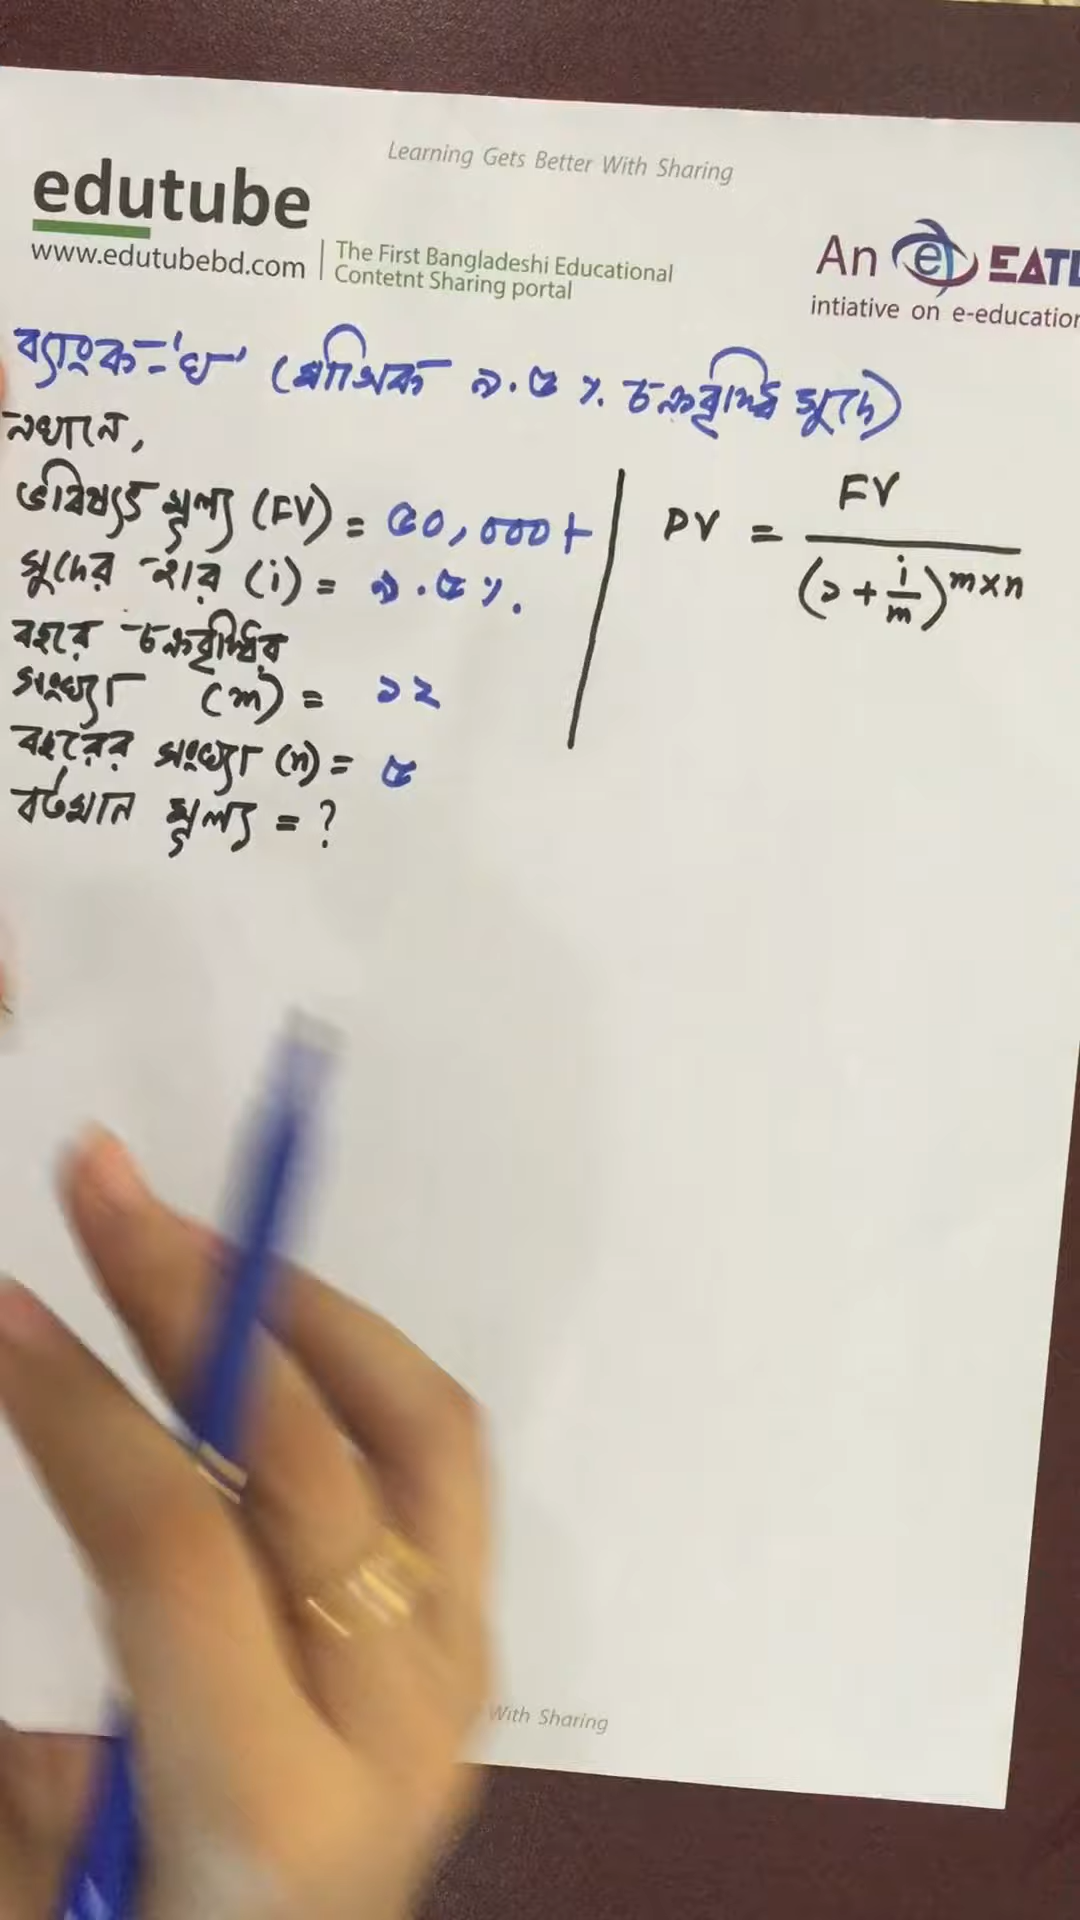 Learning Gets Better With Sharing
edutube
www.edutubebd.com
The First Bangladeshi Educational
Contetnt Sharing portal
An e EATL
intiative on e-education
ব্যাংক-'ঘ' (মাসিক ৯.৫% চক্রবৃদ্ধি সুদে)
এখানে,
ভবিষ্যৎ মূল্য (FV) = ৫০,০০০৳
সুদের হার (i) = ৯.৫%
বছরে চক্রবৃদ্ধির
সংখ্যা (m) = ১২
বছরের সংখ্যা (n) = ৫
বর্তমান মূল্য = ?
PV = FV / (১ + i/m)^m×n
With Sharing